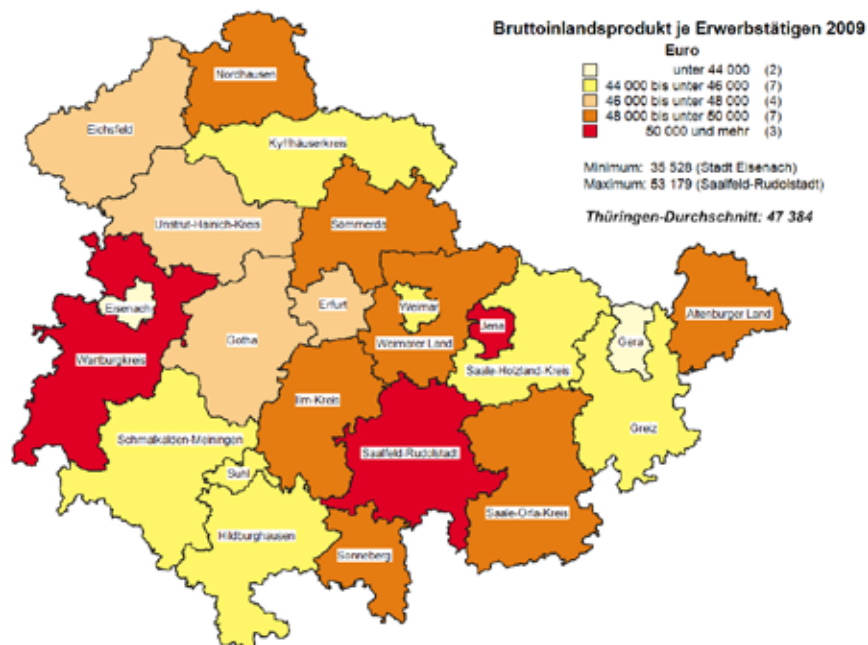 Bruttoinlandsprodukt je Erwerbstätigen 2009
Euro
unter 44 000 (2)
44 000 bis unter 46 000 (7)
46 000 bis unter 48 000 (4)
48 000 bis unter 50 000 (7)
50 000 und mehr (3)
Minimum: 35 528 (Stadt Eisenach)
Maximum: 53 179 (Saalfeld-Rudolstadt)
Thüringen-Durchschnitt: 47 384
Nordhausen
Eichsfeld
Kyffhäuserkreis
Unstrut-Hainich-Kreis
Sömmerda
Eisenach
Erfurt
Weimar
Altenburger Land
Jena
Gotha
Weimarer Land
Gera
Wartburgkreis
Saale-Holzland-Kreis
Ilm-Kreis
Greiz
Schmalkalden-Meiningen
Saalfeld-Rudolstadt
Suhl
Saale-Orla-Kreis
Hildburghausen
Sonneberg